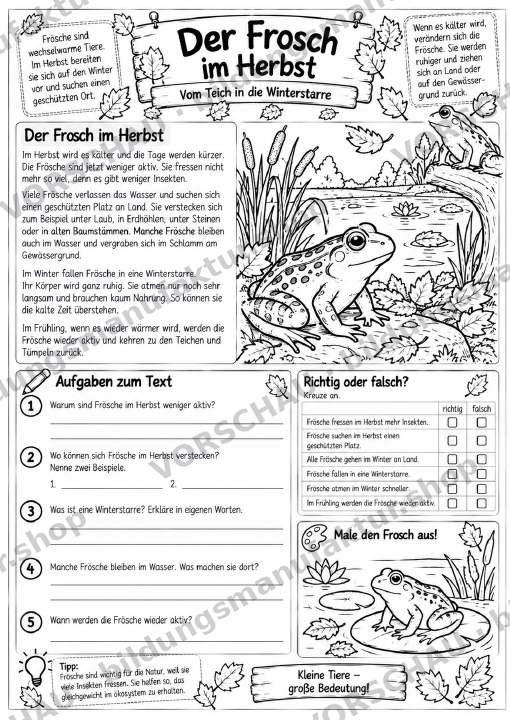 Frösche sind
wechselwarme Tiere.
Im Herbst bereiten
sie sich auf den Winter
vor und suchen einen
geschützten Ort.
Der Frosch
im Herbst
Vom Teich in die Winterstarre
Wenn es kälter wird,
verändern sich die
Frösche. Sie werden
ruhiger und ziehen
sich an Land oder
auf den Gewässer-
grund zurück.
Der Frosch im Herbst
Im Herbst wird es kälter und die Tage werden kürzer.
Die Frösche sind jetzt weniger aktiv. Sie fressen nicht
mehr so viel, denn es gibt weniger Insekten.
Viele Frösche verlassen das Wasser und suchen sich
einen geschützten Platz an Land. Sie verstecken sich
zum Beispiel unter Laub, in Erdhöhlen, unter Steinen
oder in alten Baumstämmen. Manche Frösche bleiben
auch im Wasser und vergraben sich im Schlamm am
Gewässergrund.
Im Winter fallen Frösche in eine Winterstarre.
Ihr Körper wird ganz ruhig. Sie atmen nur noch sehr
langsam und brauchen kaum Nahrung. So können sie
die kalte Zeit überstehen.
Im Frühling, wenn es wieder wärmer wird, werden die
Frösche wieder aktiv und kehren zu den Teichen und
Tümpeln zurück.
Aufgaben zum Text
1 Warum sind Frösche im Herbst weniger aktiv?
2 Wo können sich Frösche im Herbst verstecken?
Nenne zwei Beispiele.
1. 2.
3 Was ist eine Winterstarre? Erkläre in eigenen Worten.
4 Manche Frösche bleiben im Wasser. Was machen sie dort?
5 Wann werden die Frösche wieder aktiv?
Richtig oder falsch?
Kreuze an.
richtig falsch
Frösche fressen im Herbst mehr Insekten.
Frösche suchen im Herbst einen
geschützten Platz.
Alle Frösche gehen im Winter an Land.
Frösche fallen in eine Winterstarre.
Frösche atmen im Winter schneller.
Im Frühling werden die Frösche wieder aktiv.
Male den Frosch aus!
Tipp:
Frösche sind wichtig für die Natur, weil sie
viele Insekten fressen. Sie helfen so, das
gleichgewicht im ökosystem zu erhalten.
Kleine Tiere –
große Bedeutung!
VORSCHAU · bildungsmanufaktur.shop